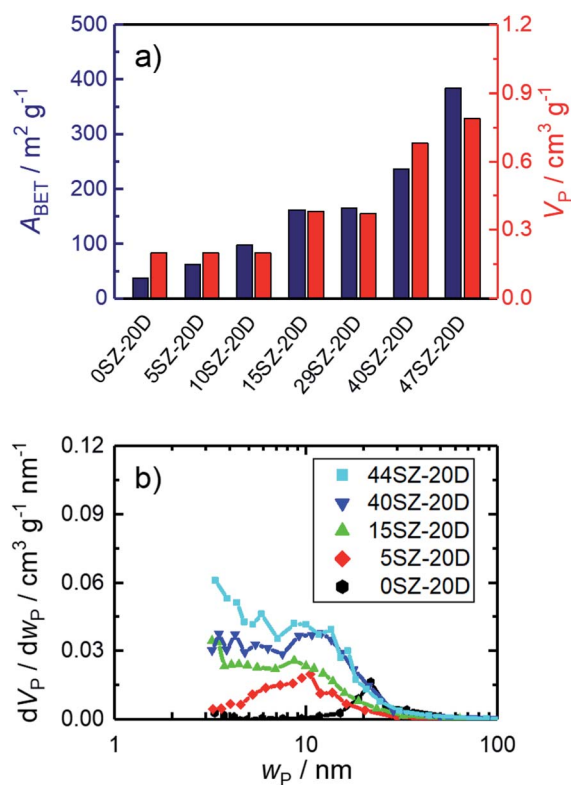 a)
500
400
300
200
100
0
A_BET / m² g⁻¹
1.2
0.9
0.6
0.3
0.0
V_P / cm³ g⁻¹
0SZ-20D
5SZ-20D
10SZ-20D
15SZ-20D
29SZ-20D
40SZ-20D
47SZ-20D
b)
0.12
0.09
0.06
0.03
0.00
dV_P / dw_P / cm³ g⁻¹ nm⁻¹
44SZ-20D
40SZ-20D
15SZ-20D
5SZ-20D
0SZ-20D
1
10
100
w_P / nm